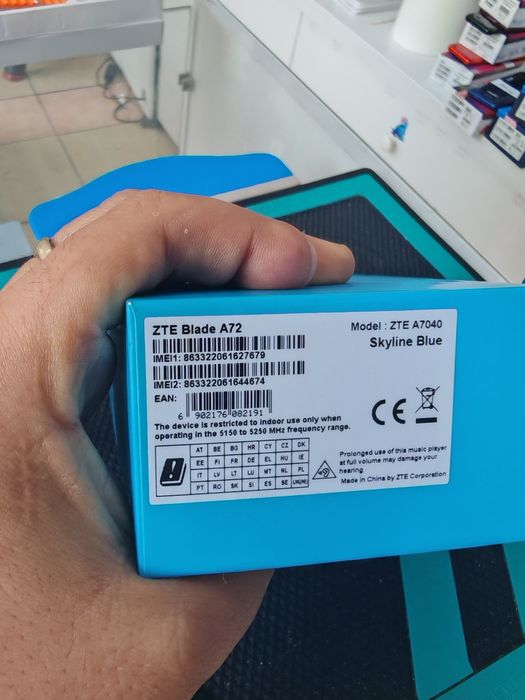 ZTE Blade A72
Model : ZTE A7040
Skyline Blue
IMEI1: 863322061627679
IMEI2: 863322061644674
EAN:
6 902176 082191
The device is restricted to indoor use only when
operating in the 5150 to 5250 MHz frequency range.
AT BE BG HR CY CZ DK
EE FI FR DE EL HU IE
IT LV LT LU MT NL PL
PT RO SK SI ES SE UK(NI)
CE
Prolonged use of this music player
at full volume may damage your
hearing
Made in China by ZTE Corporation